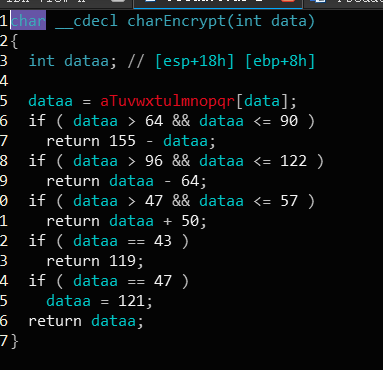 1char __cdecl charEncrypt(int data)
2{
3 int dataa; // [esp+18h] [ebp+8h]
4
5 dataa = aTuvwxtulmnopqr[data];
6 if ( dataa > 64 && dataa <= 90 )
7 return 155 - dataa;
8 if ( dataa > 96 && dataa <= 122 )
9 return dataa - 64;
0 if ( dataa > 47 && dataa <= 57 )
1 return dataa + 50;
2 if ( dataa == 43 )
3 return 119;
4 if ( dataa == 47 )
5 dataa = 121;
6 return dataa;
7}